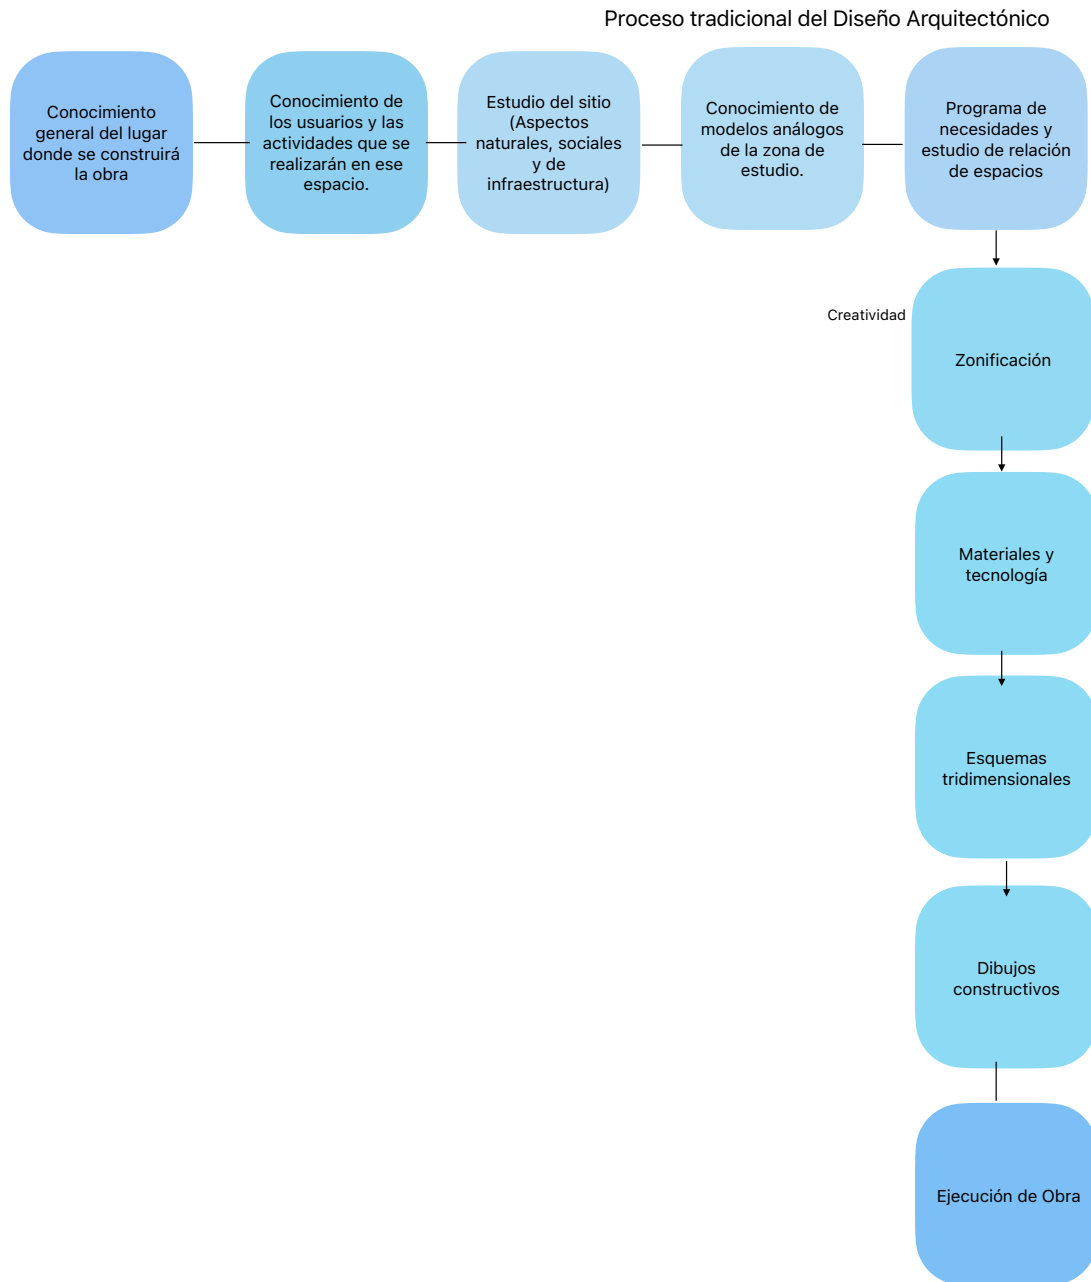 Proceso tradicional del Diseño Arquitectónico
Conocimiento
general del lugar
donde se construirá
la obra
Conocimiento de
los usuarios y las
actividades que se
realizarán en ese
espacio.
Estudio del sitio
(Aspectos
naturales, sociales
y de
infraestructura)
Conocimiento de
modelos análogos
de la zona de
estudio.
Programa de
necesidades y
estudio de relación
de espacios
Creatividad
Zonificación
Materiales y
tecnología
Esquemas
tridimensionales
Dibujos
constructivos
Ejecución de Obra